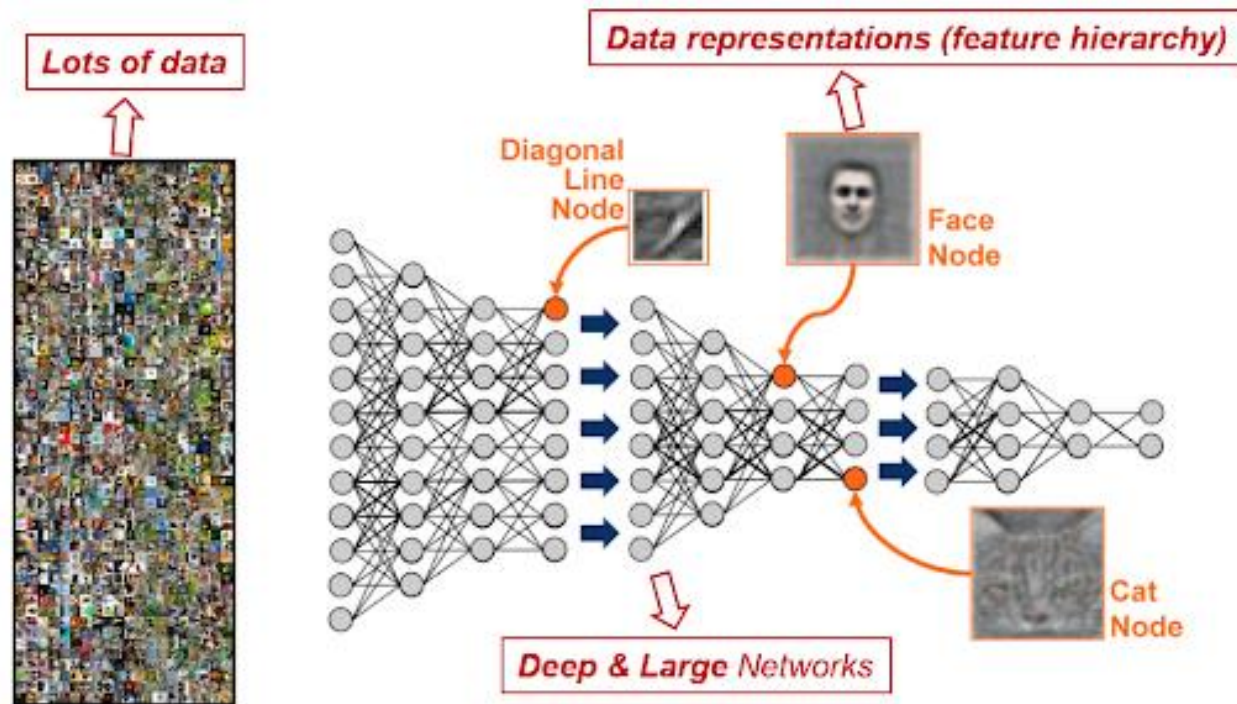 Lots of data
Data representations (feature hierarchy)
Diagonal
Line
Node
Face
Node
Cat
Node
Deep & Large Networks